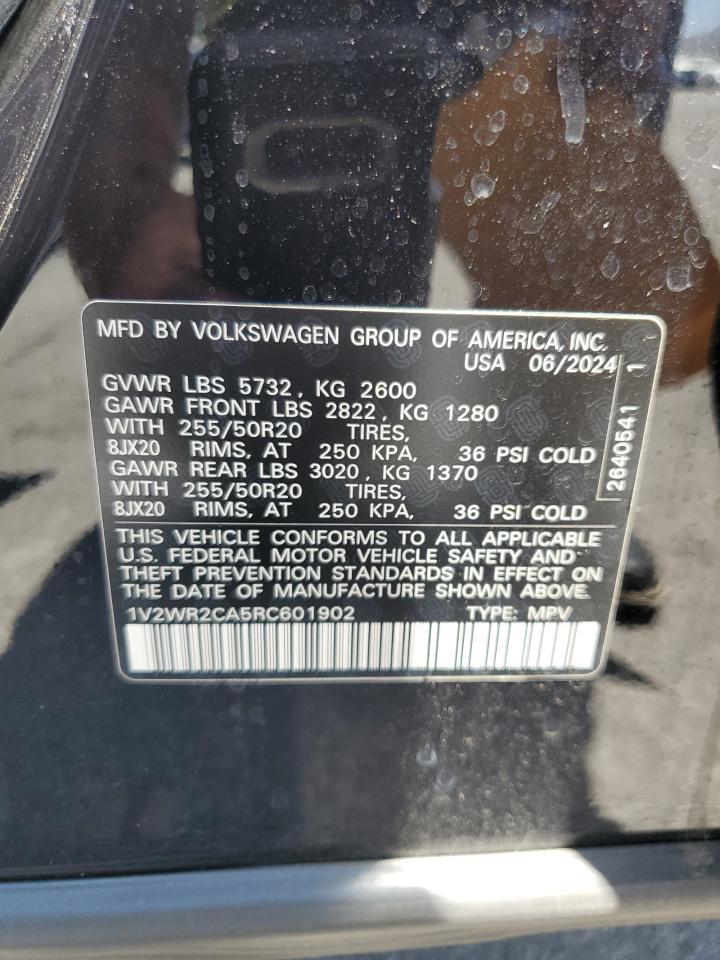 MFD BY VOLKSWAGEN GROUP OF AMERICA, INC.
USA 06/2024
GVWR LBS 5732, KG 2600
GAWR FRONT LBS 2822, KG 1280
WITH 255/50R20 TIRES,
8JX20 RIMS, AT 250 KPA, 36 PSI COLD
GAWR REAR LBS 3020, KG 1370
WITH 255/50R20 TIRES,
8JX20 RIMS, AT 250 KPA, 36 PSI COLD
2640541 1
THIS VEHICLE CONFORMS TO ALL APPLICABLE
U.S. FEDERAL MOTOR VEHICLE SAFETY AND
THEFT PREVENTION STANDARDS IN EFFECT ON
THE DATE OF MANUFACTURE SHOWN ABOVE.
1V2WR2CA5RC601902 TYPE: MPV